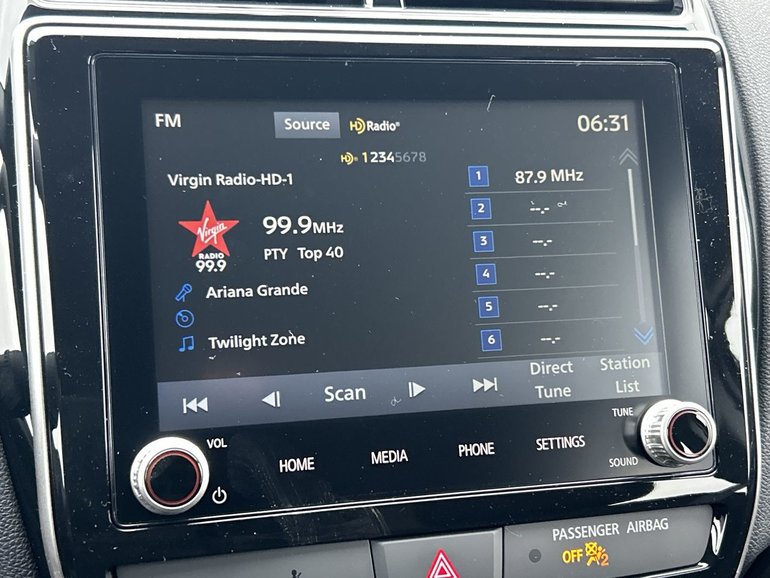 FM Source HD Radio® 06:31
HD® 12345678
Virgin Radio-HD-1
Virgin
RADIO
99.9
99.9MHz
PTY Top 40
Ariana Grande
Twilight Zone
1 87.9 MHz
2 --.-
3 --.-
4 --.-
5 --.-
6 --.-
Scan
Direct
Tune
Station
List
VOL
HOME MEDIA PHONE SETTINGS
TUNE
SOUND
PASSENGER AIRBAG
OFF 2